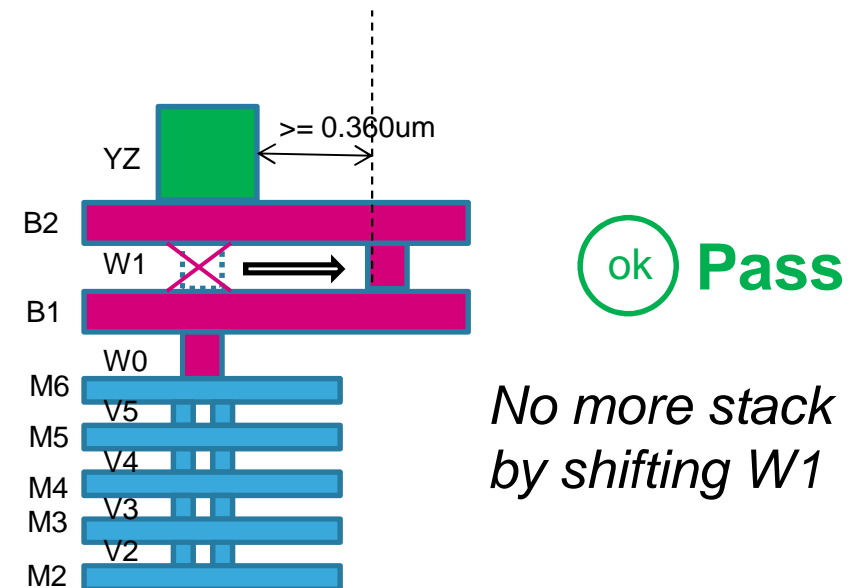 >= 0.360um
YZ
B2
W1
B1
W0
M6
V5
M5
V4
M4
V3
M3
V2
M2
ok Pass
No more stack
by shifting W1